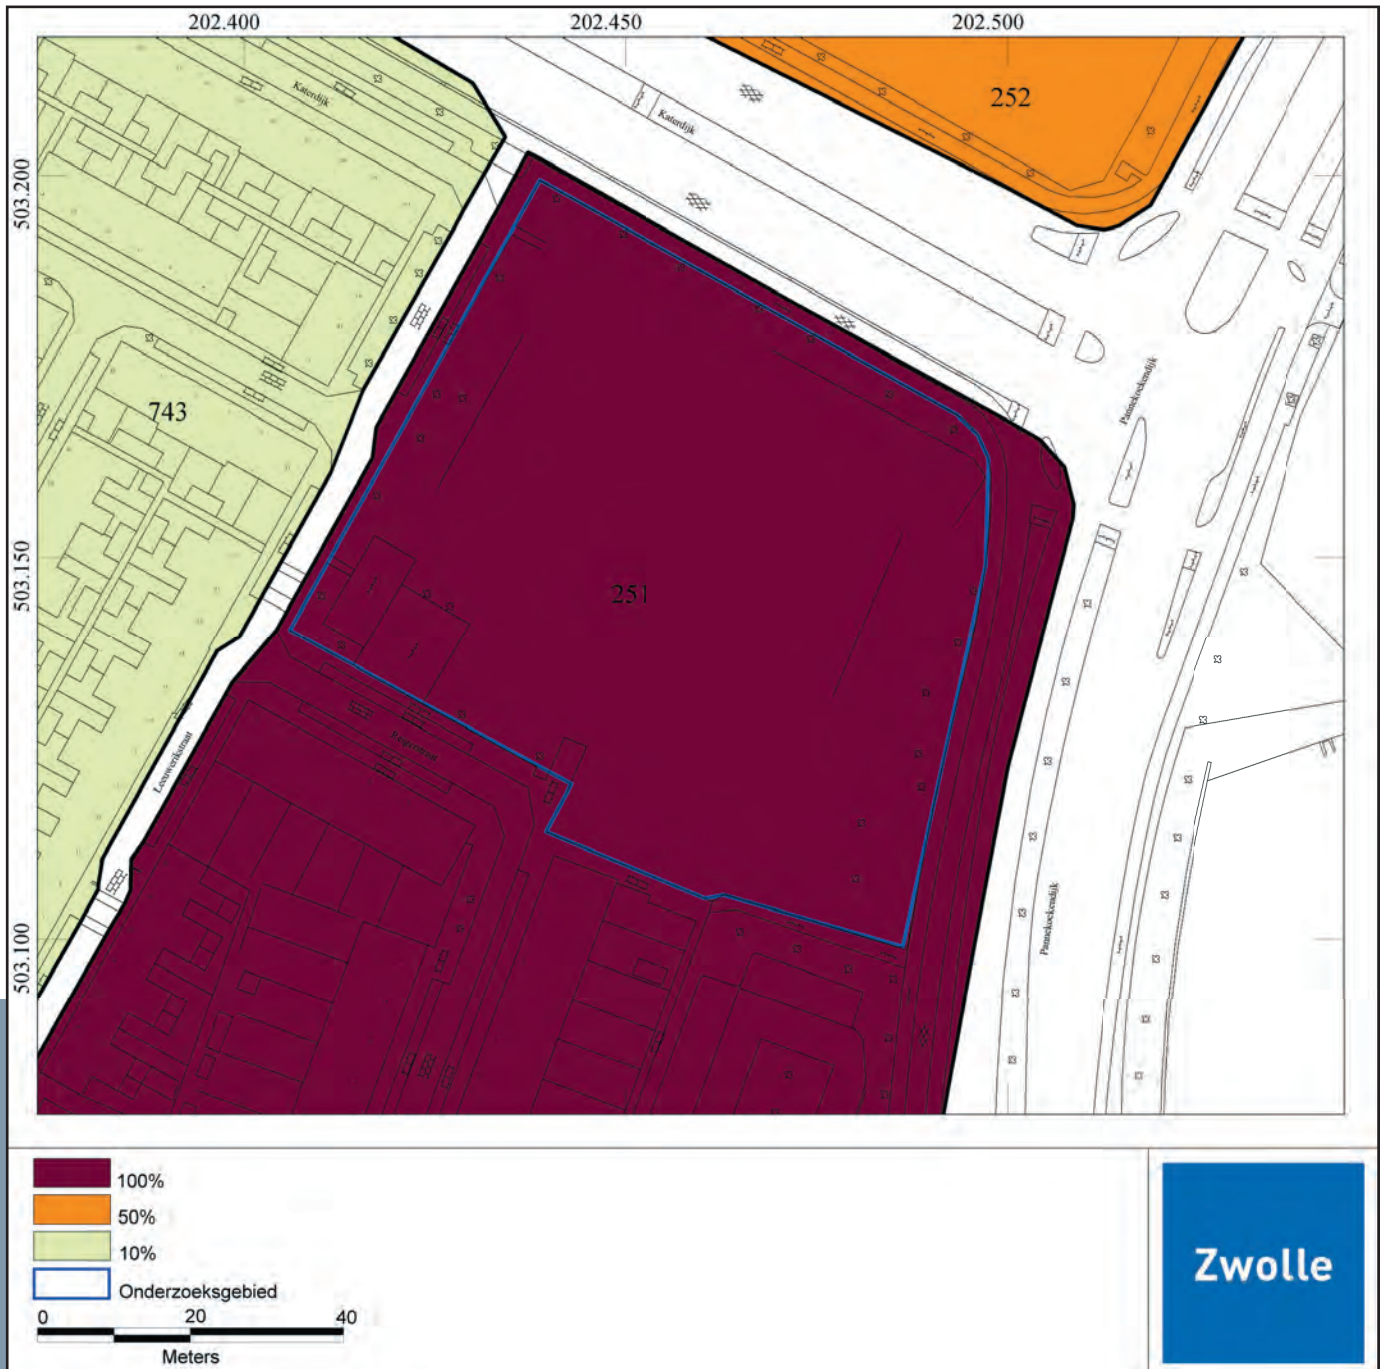 202.400 202.450 202.500
503.200
503.150
503.100
Katerdijk
Katerdijk
252
743
Pannekoekendijk
251
Leeuwerikstraat
Reigerstraat
Pannekoekendijk
100%
50%
10%
Onderzoeksgebied
0 20 40
Meters
Zwolle